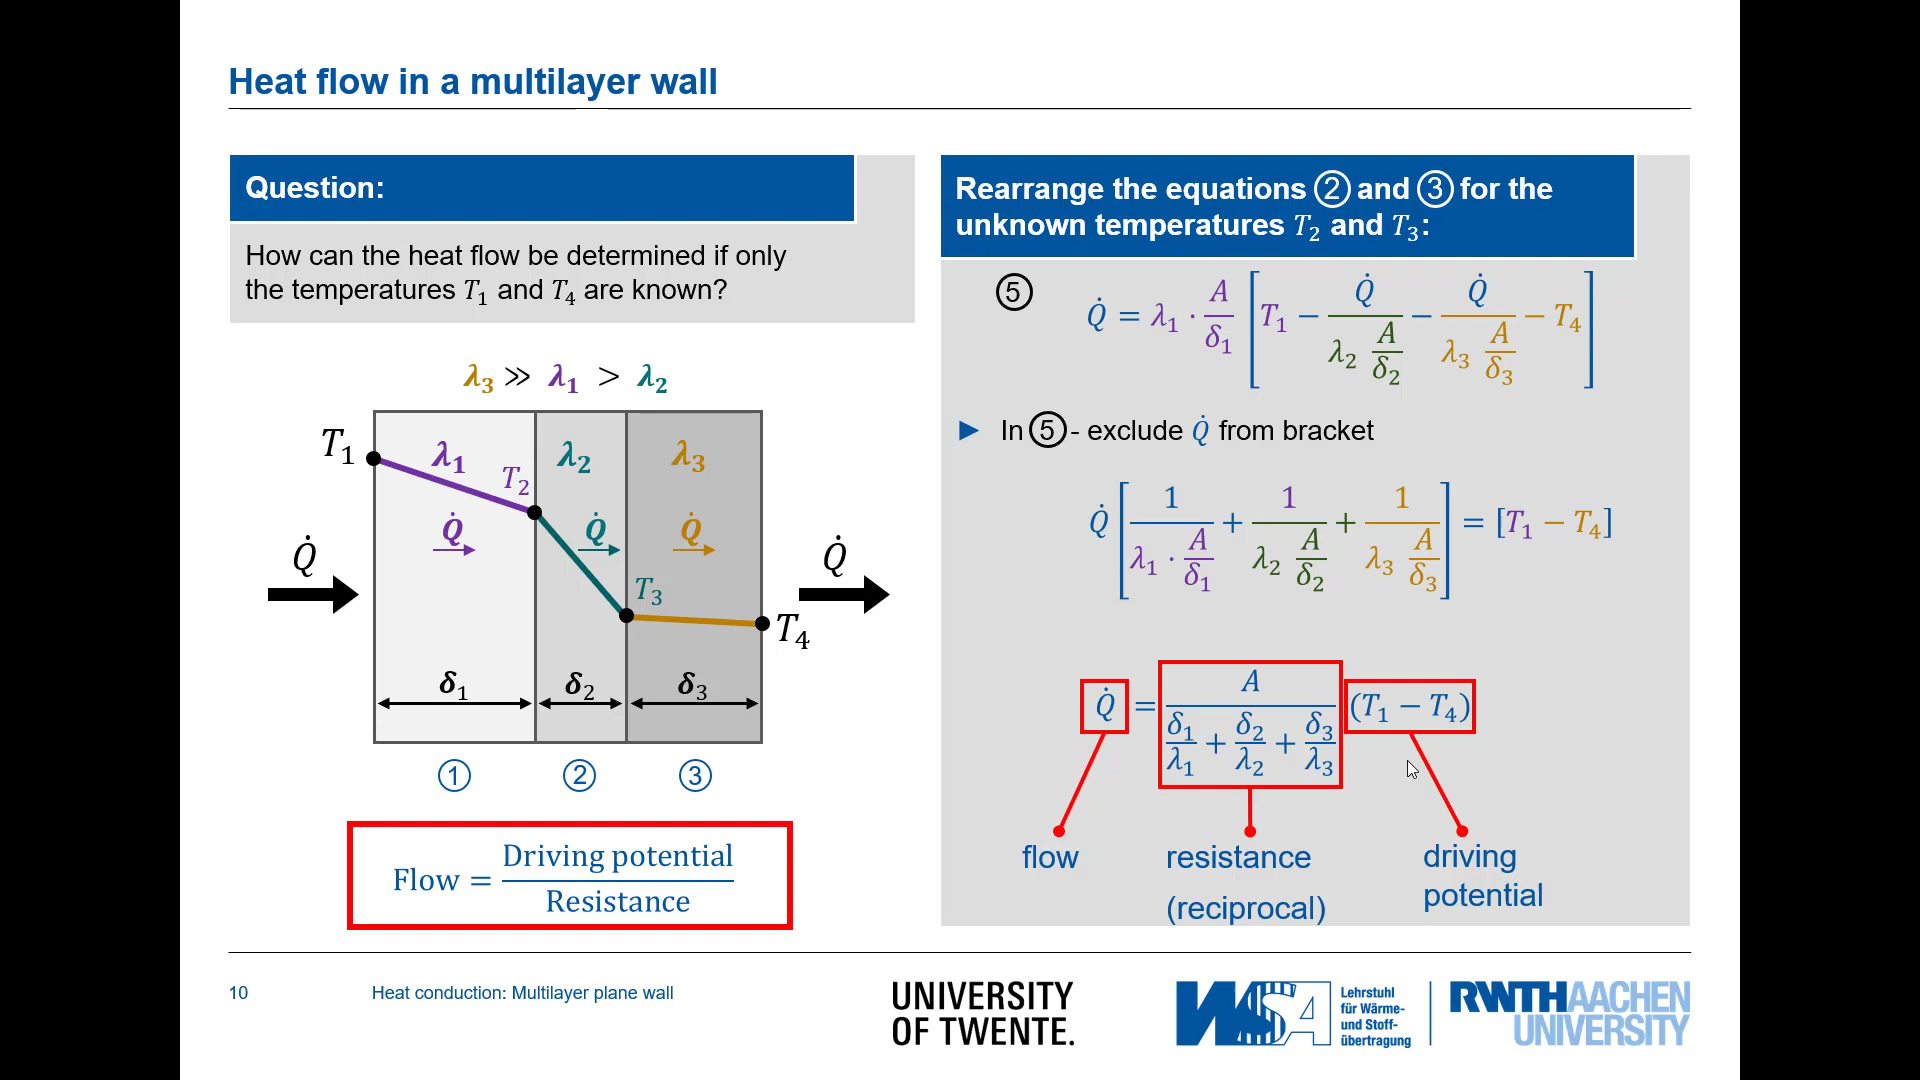 Heat flow in a multilayer wall
Question:
How can the heat flow be determined if only
the temperatures T₁ and T₄ are known?
λ₃ ≫ λ₁ > λ₂
T₁
λ₁
T₂
λ₂
λ₃
Q̇
Q̇
Q̇
Q̇
Q̇
T₃
T₄
δ₁
δ₂
δ₃
① ② ③
Flow = Driving potential / Resistance
Rearrange the equations ② and ③ for the
unknown temperatures T₂ and T₃:
⑤ Q̇ = λ₁ · A/δ₁ [T₁ − Q̇/(λ₂ A/δ₂) − Q̇/(λ₃ A/δ₃) − T₄]
► In ⑤ - exclude Q̇ from bracket
Q̇ [1/(λ₁ · A/δ₁) + 1/(λ₂ A/δ₂) + 1/(λ₃ A/δ₃)] = [T₁ − T₄]
Q̇ = A/(δ₁/λ₁ + δ₂/λ₂ + δ₃/λ₃) (T₁ − T₄)
flow
resistance
(reciprocal)
driving
potential
10
Heat conduction: Multilayer plane wall
UNIVERSITY
OF TWENTE.
WSA
Lehrstuhl
für Wärme-
und Stoff-
übertragung
RWTHAACHEN
UNIVERSITY